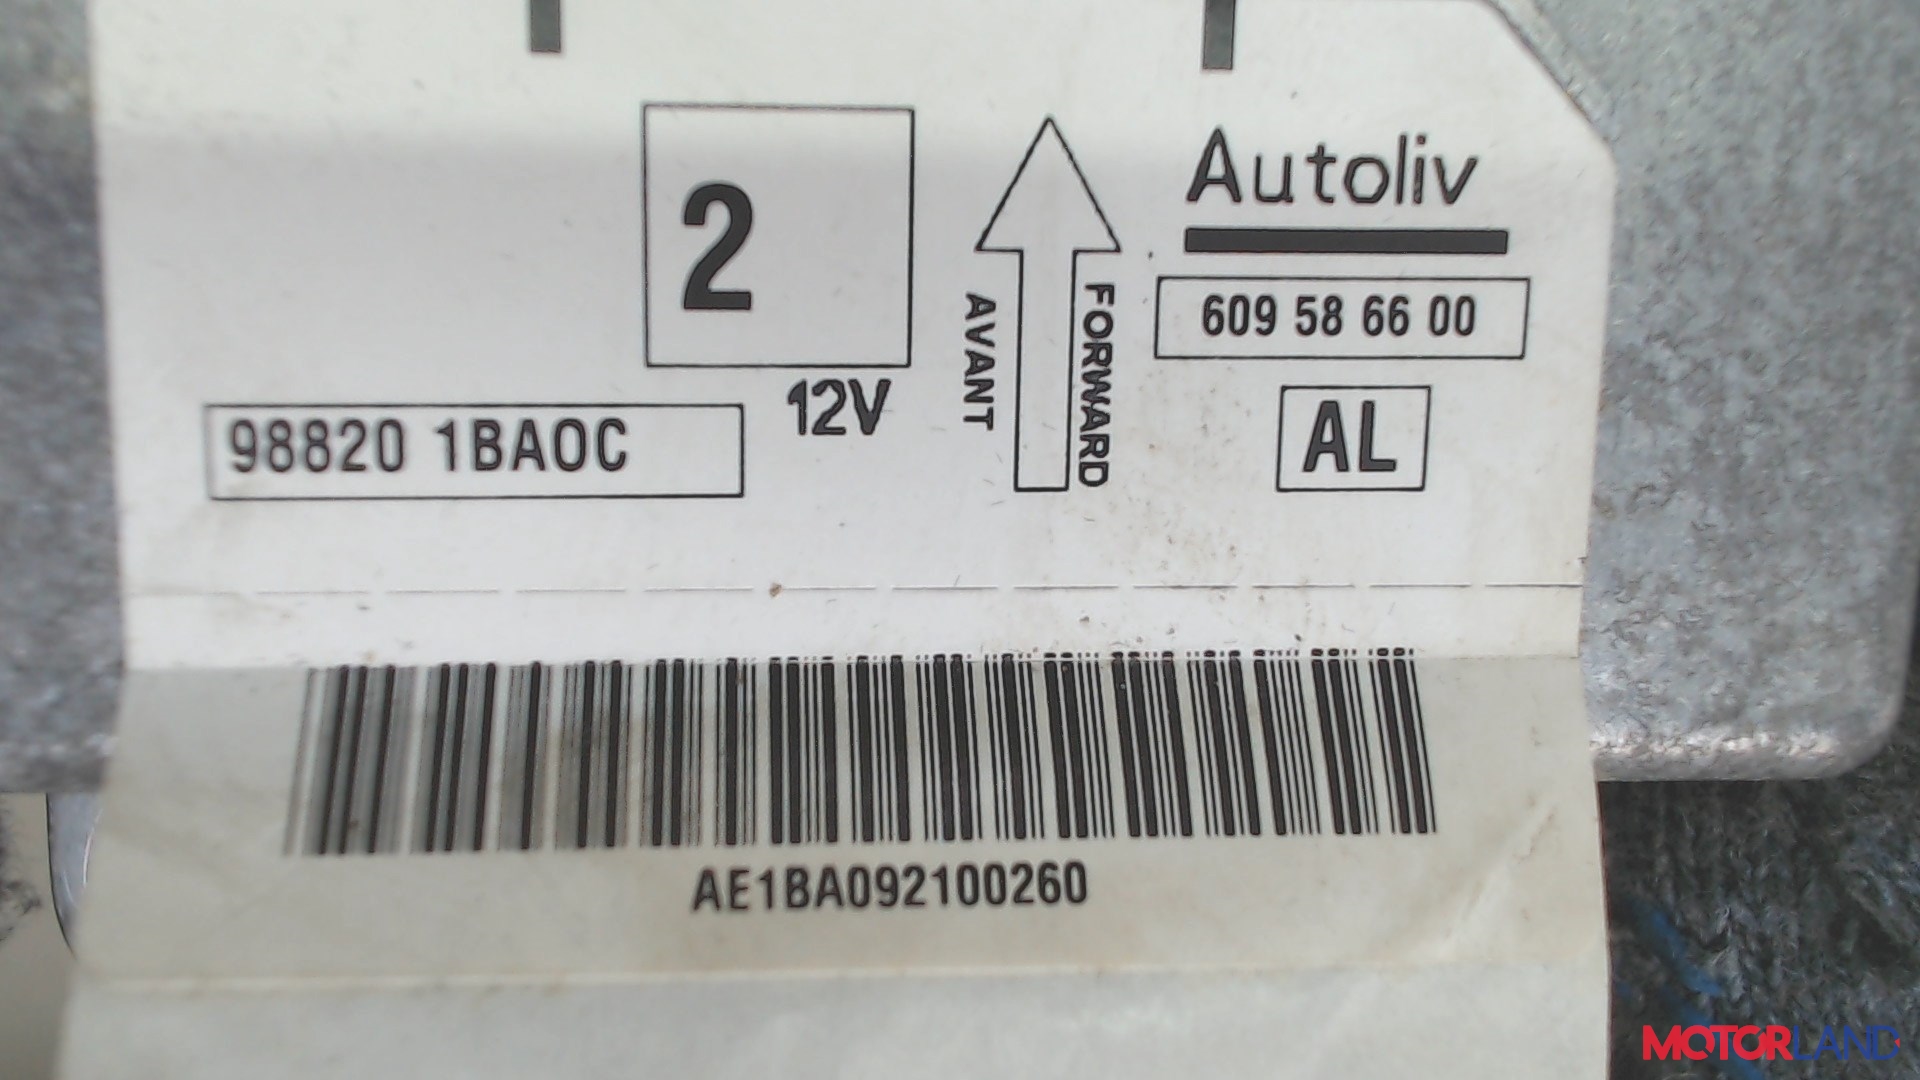 2
12V
98820 1BA0C
AVANT
FORWARD
Autoliv
609 58 66 00
AL
AE1BA092100260
MOTORLAND